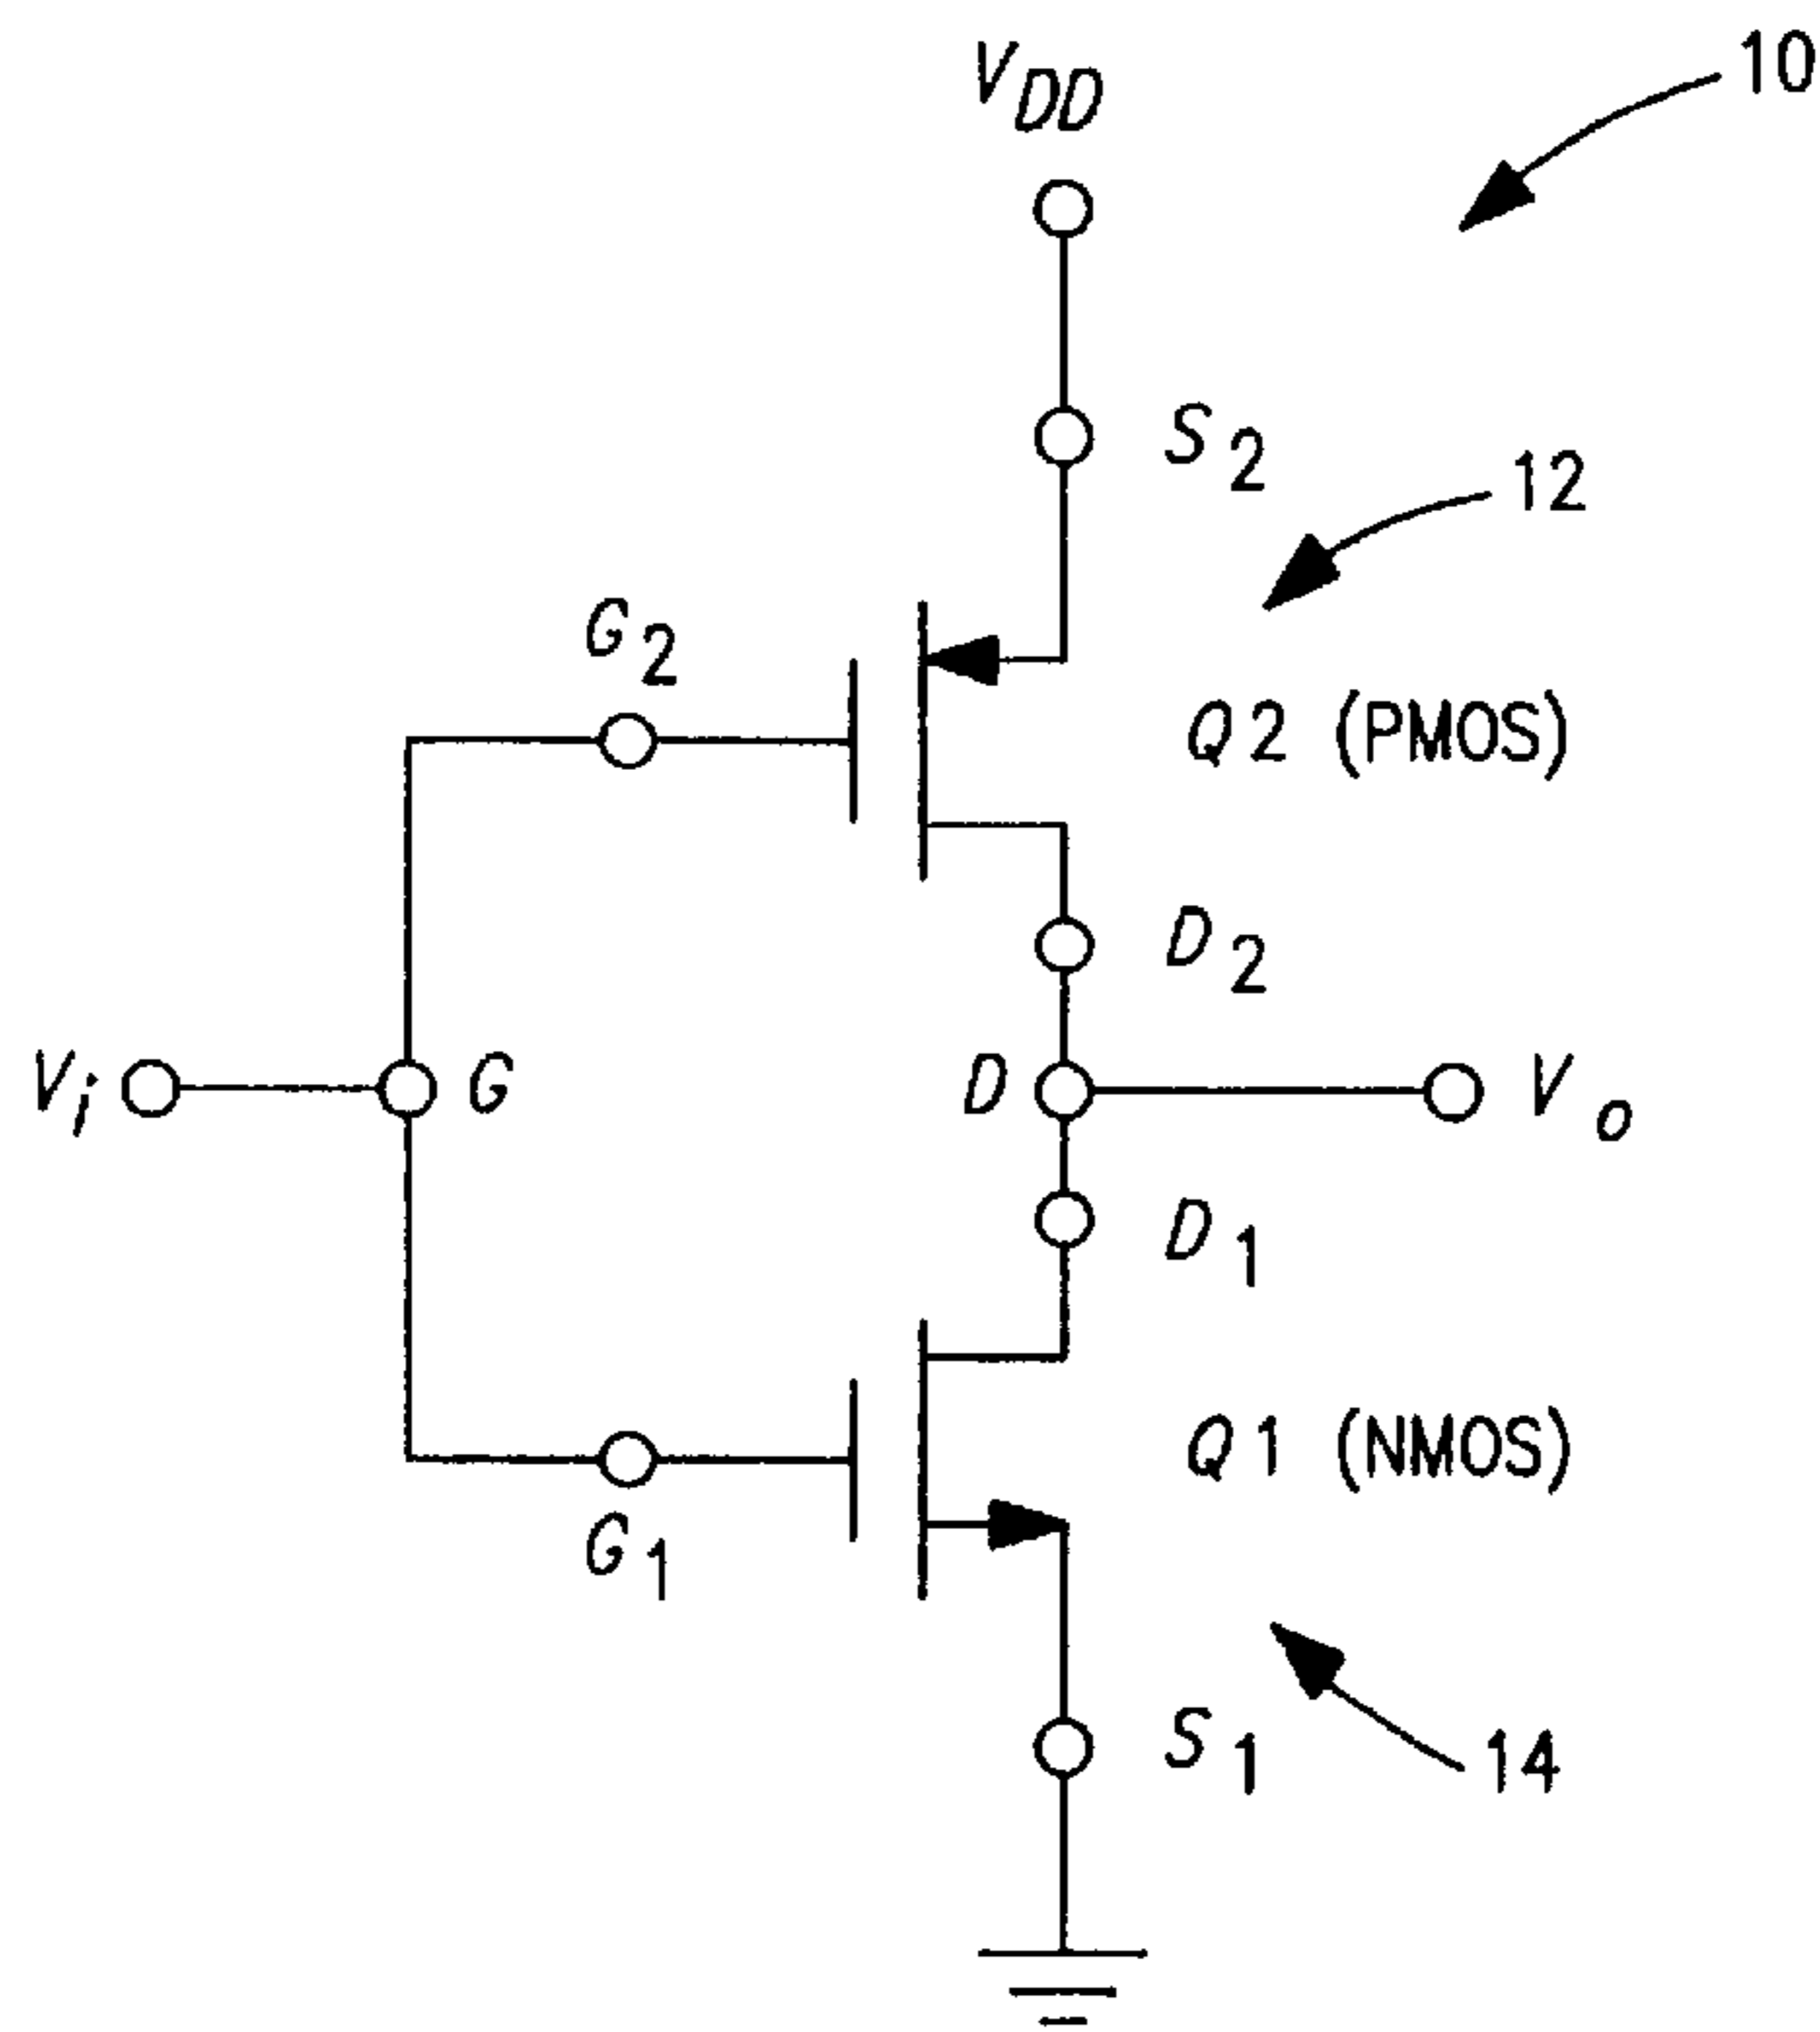 10
V_DD
S_2
12
G_2
Q2 (PMOS)
D_2
V_i
G
D
V_o
D_1
Q1 (NMOS)
G_1
S_1
14